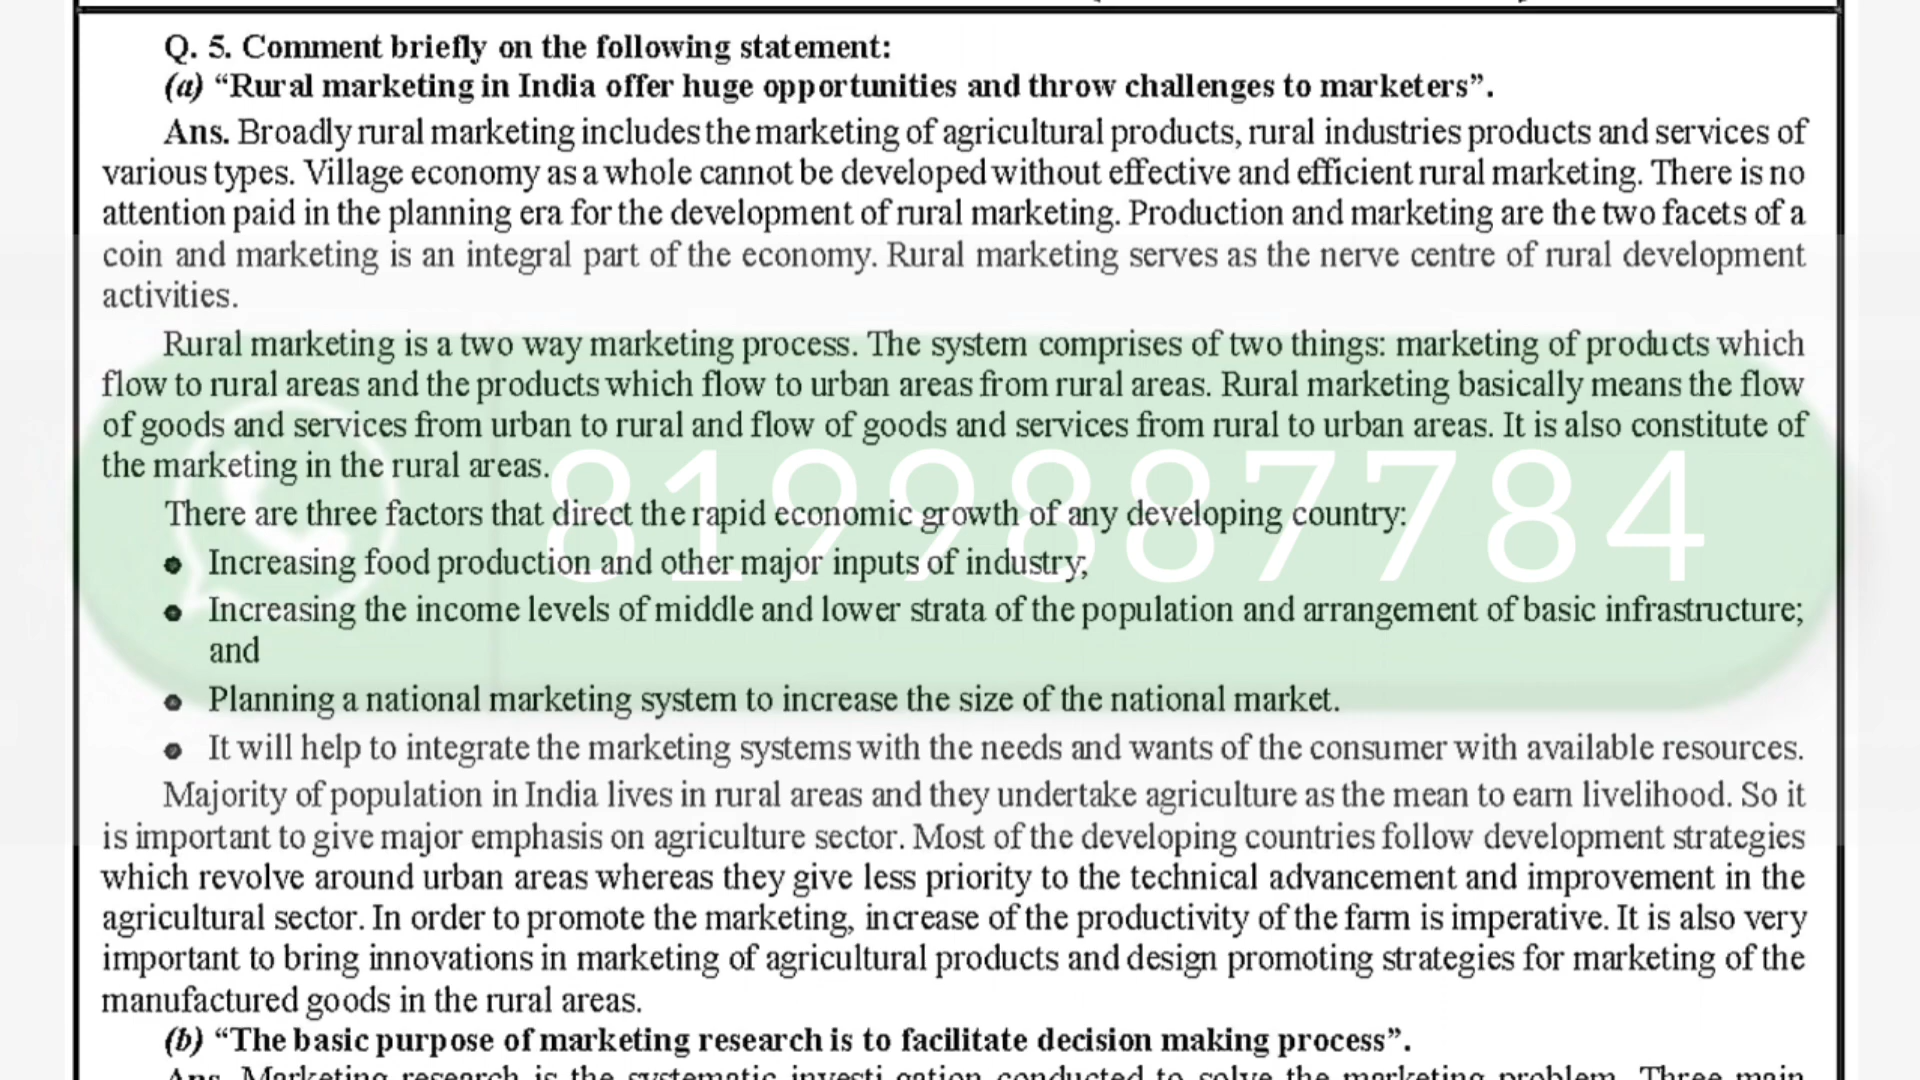 Q. 5. Comment briefly on the following statement:
(a) “Rural marketing in India offer huge opportunities and throw challenges to marketers”.
Ans. Broadly rural marketing includes the marketing of agricultural products, rural industries products and services of
various types. Village economy as a whole cannot be developed without effective and efficient rural marketing. There is no
attention paid in the planning era for the development of rural marketing. Production and marketing are the two facets of a
coin and marketing is an integral part of the economy. Rural marketing serves as the nerve centre of rural development
activities.
Rural marketing is a two way marketing process. The system comprises of two things: marketing of products which
flow to rural areas and the products which flow to urban areas from rural areas. Rural marketing basically means the flow
of goods and services from urban to rural and flow of goods and services from rural to urban areas. It is also constitute of
the marketing in the rural areas.
8199887784
There are three factors that direct the rapid economic growth of any developing country:
Increasing food production and other major inputs of industry;
Increasing the income levels of middle and lower strata of the population and arrangement of basic infrastructure;
and
Planning a national marketing system to increase the size of the national market.
It will help to integrate the marketing systems with the needs and wants of the consumer with available resources.
Majority of population in India lives in rural areas and they undertake agriculture as the mean to earn livelihood. So it
is important to give major emphasis on agriculture sector. Most of the developing countries follow development strategies
which revolve around urban areas whereas they give less priority to the technical advancement and improvement in the
agricultural sector. In order to promote the marketing, increase of the productivity of the farm is imperative. It is also very
important to bring innovations in marketing of agricultural products and design promoting strategies for marketing of the
manufactured goods in the rural areas.
(b) “The basic purpose of marketing research is to facilitate decision making process”.
Ans. Marketing research is the systematic investi gation conducted to solve the marketing problem. Three main